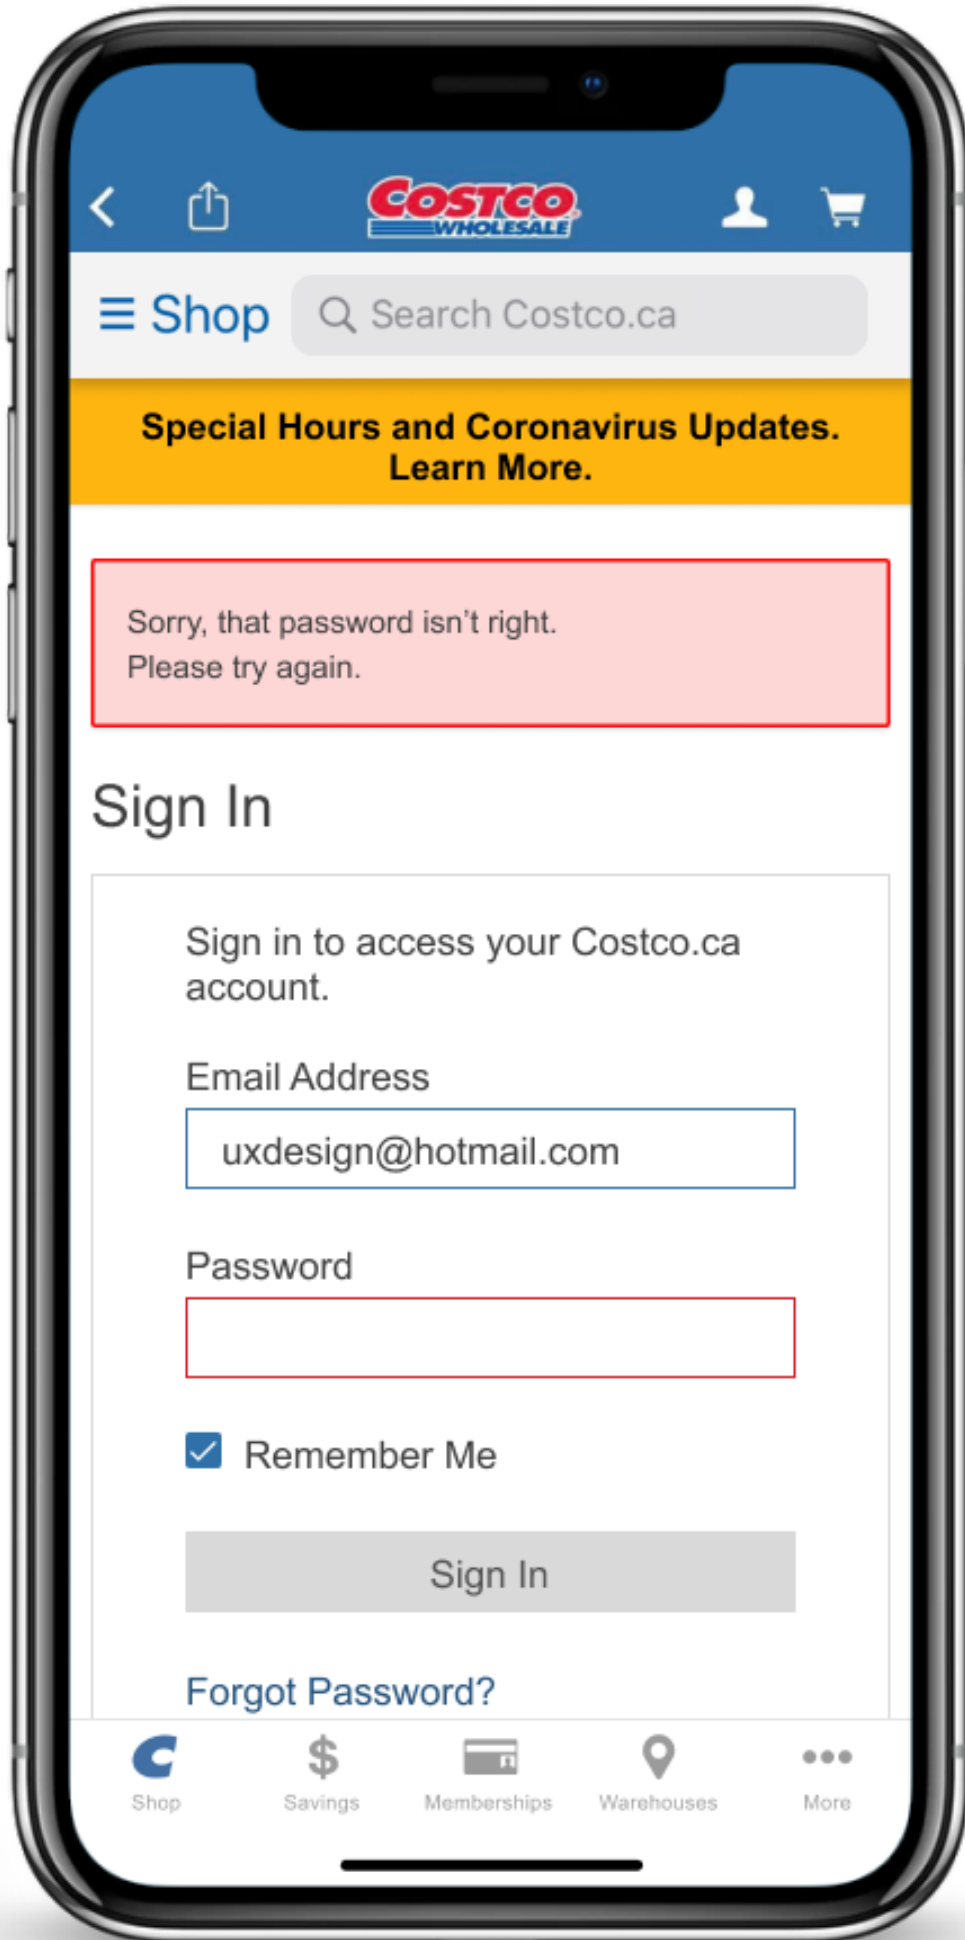 COSTCO
WHOLESALE
Shop
Search Costco.ca
Special Hours and Coronavirus Updates.
Learn More.
Sorry, that password isn't right.
Please try again.
Sign In
Sign in to access your Costco.ca
account.
Email Address
uxdesign@hotmail.com
Password
Remember Me
Sign In
Forgot Password?
Shop
Savings
Memberships
Warehouses
More